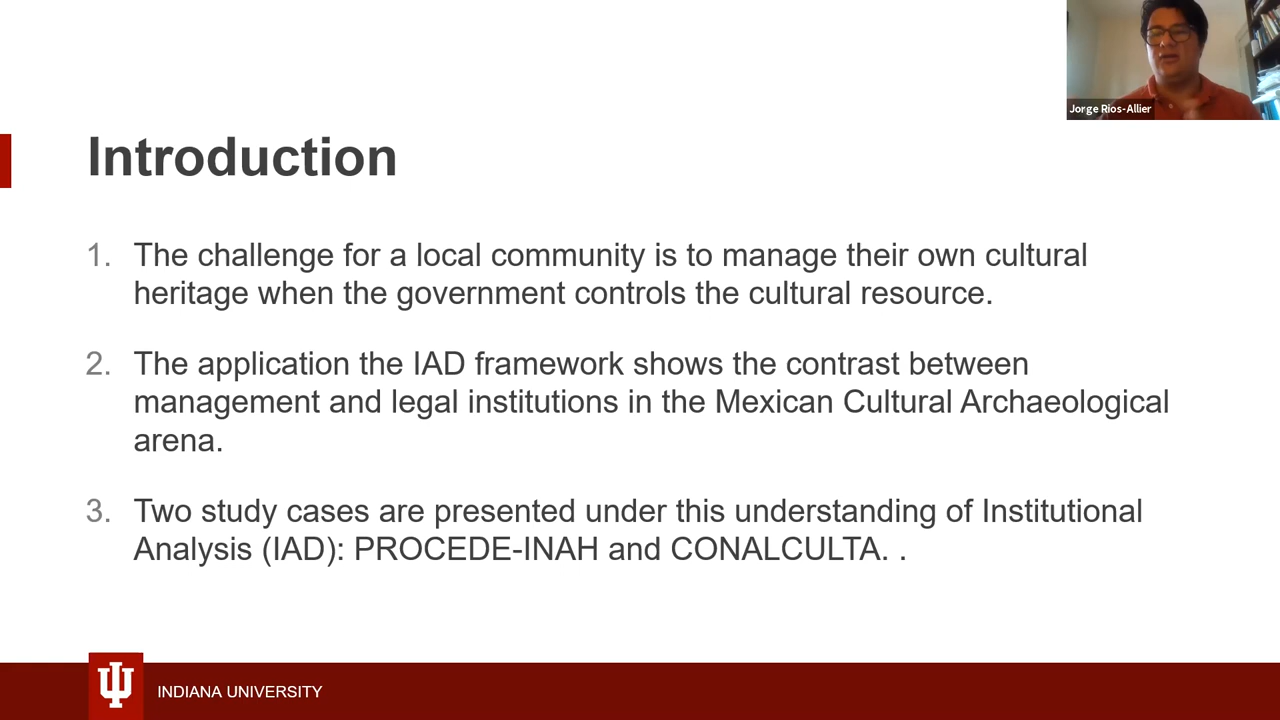 Jorge Rios-Allier
Introduction
1. The challenge for a local community is to manage their own cultural
heritage when the government controls the cultural resource.
2. The application the IAD framework shows the contrast between
management and legal institutions in the Mexican Cultural Archaeological
arena.
3. Two study cases are presented under this understanding of Institutional
Analysis (IAD): PROCEDE-INAH and CONALCULTA. .
INDIANA UNIVERSITY